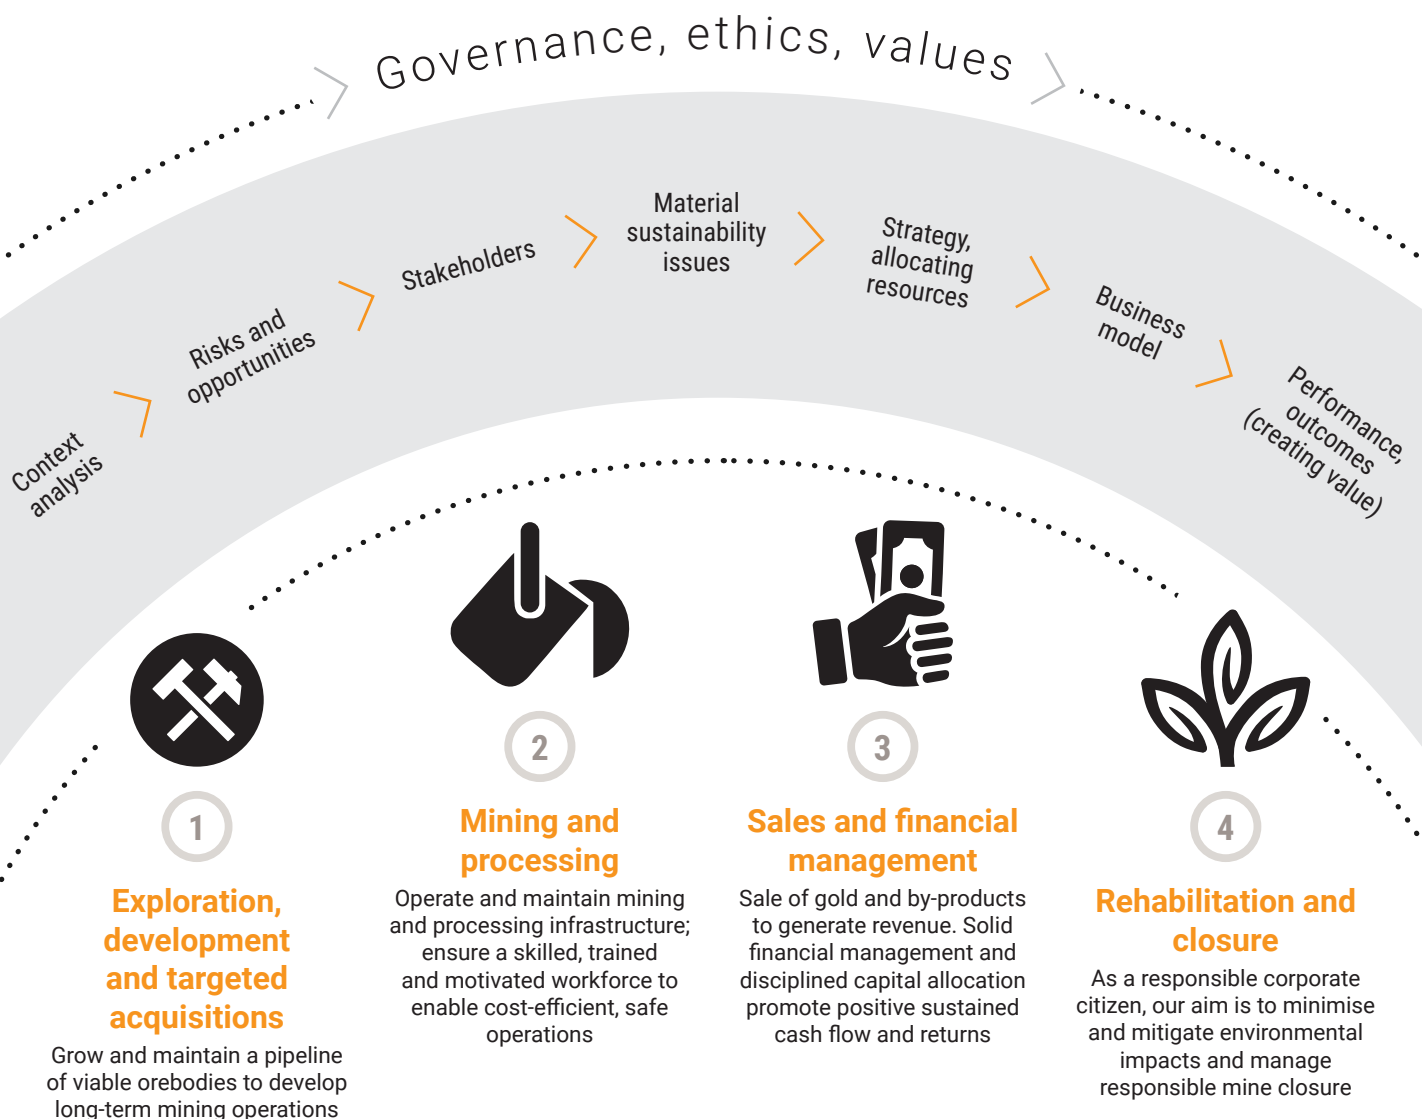 Governance, ethics, values
Context
analysis
Risks and
opportunities
Stakeholders
Material
sustainability
issues
Strategy,
allocating
resources
Business
model
Performance,
outcomes
(creating value)
1
Exploration,
development
and targeted
acquisitions
Grow and maintain a pipeline
of viable orebodies to develop
long-term mining operations
2
Mining and
processing
Operate and maintain mining
and processing infrastructure;
ensure a skilled, trained
and motivated workforce to
enable cost-efficient, safe
operations
3
Sales and financial
management
Sale of gold and by-products
to generate revenue. Solid
financial management and
disciplined capital allocation
promote positive sustained
cash flow and returns
4
Rehabilitation and
closure
As a responsible corporate
citizen, our aim is to minimise
and mitigate environmental
impacts and manage
responsible mine closure